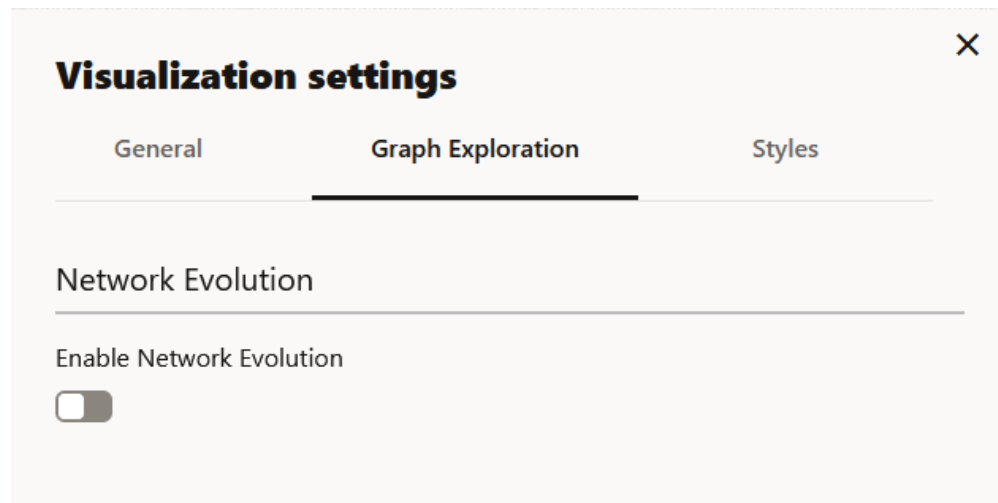 Visualization settings
General Graph Exploration Styles
Network Evolution
Enable Network Evolution